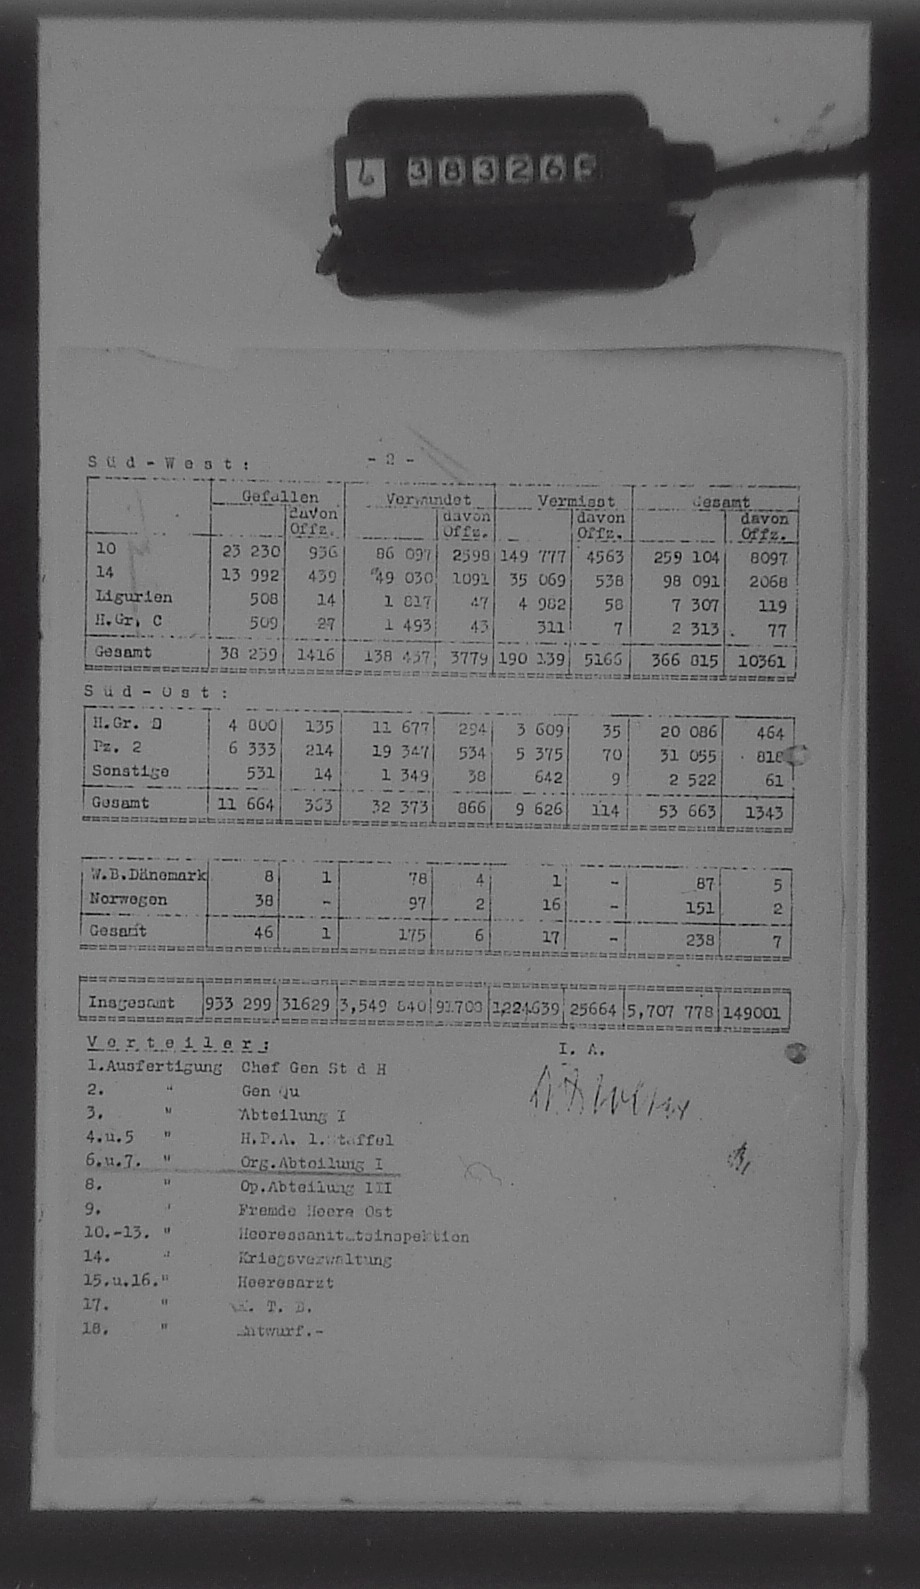 6 383265
Süd-West: - 2 -
Gefallen Verwundet Vermisst Gesamt
davon davon davon davon
Offz. Offz. Offz. Offz.
10 23 230 936 86 097 2598 149 777 4563 259 104 8097
14 13 992 439 49 030 1091 35 069 538 98 091 2068
Ligurien 508 14 1 817 47 4 982 58 7 307 119
H.Gr. C 509 27 1 493 43 311 7 2 313 77
Gesamt 38 239 1416 138 437 3779 190 139 5166 366 815 10361
Süd-Ost:
H.Gr. 4 800 135 11 677 294 3 609 35 20 086 464
Pz. 2 6 333 214 19 347 534 5 375 70 31 055 818
Sonstige 531 14 1 349 38 642 9 2 522 61
Gesamt 11 664 363 32 373 866 9 626 114 53 663 1343
W.B.Dänemark 8 1 78 4 1 - 87 5
Norwegen 38 - 97 2 16 - 151 2
Gesamt 46 1 175 6 17 - 238 7
Insgesamt 933 299 31629 3,549 840 91708 1,224639 25664 5,707 778 149001
Verteiler:
I. A.
1.Ausfertigung Chef Gen St d H
2. " Gen Qu
3. " Abteilung I
4.u.5 " H.P.A. 1. Staffel
6.u.7. " Org.Abteilung I
8. " Op.Abteilung III
9. " Fremde Heere Ost
10.-13. " Heeressanitätsinspektion
14. " Kriegsverwaltung
15.u.16." Heeresarzt
17. " T. B.
18. " Entwurf.-